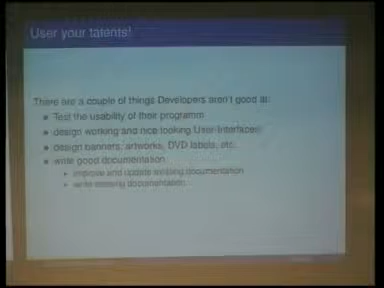 User your talents!
There are a couple of things Developers aren't good at:
Test the usability of their programm
design working and nice looking User-Interfaces
design banners, artworks, DVD labels, etc.
write good documentation
improve and update existing documentation
write missing documentation